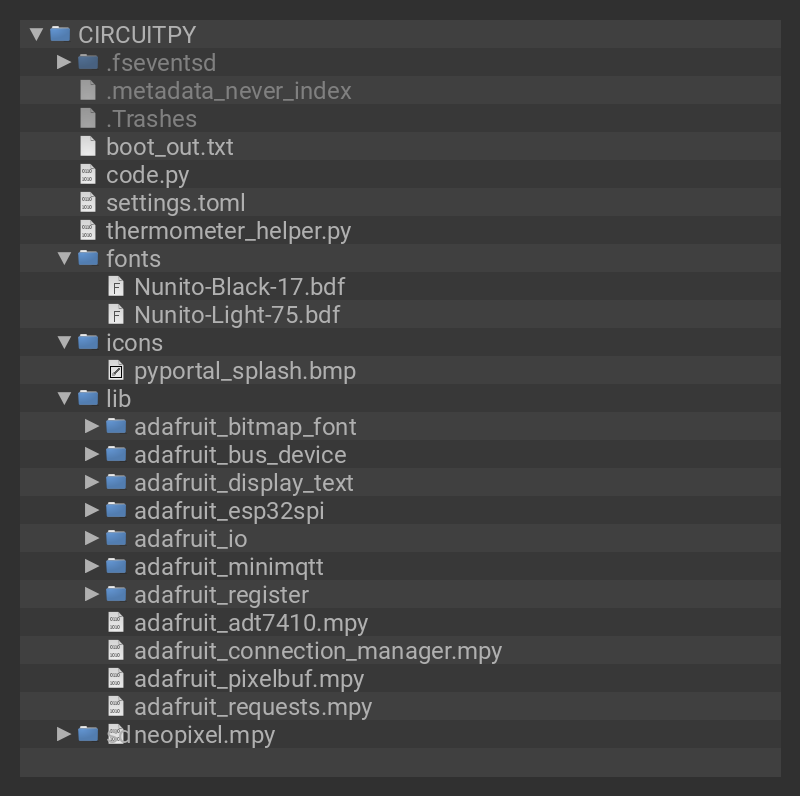 CIRCUITPY
.fseventsd
.metadata_never_index
.Trashes
boot_out.txt
code.py
settings.toml
thermometer_helper.py
fonts
Nunito-Black-17.bdf
Nunito-Light-75.bdf
icons
pyportal_splash.bmp
lib
adafruit_bitmap_font
adafruit_bus_device
adafruit_display_text
adafruit_esp32spi
adafruit_io
adafruit_minimqtt
adafruit_register
adafruit_adt7410.mpy
adafruit_connection_manager.mpy
adafruit_pixelbuf.mpy
adafruit_requests.mpy
sd neopixel.mpy